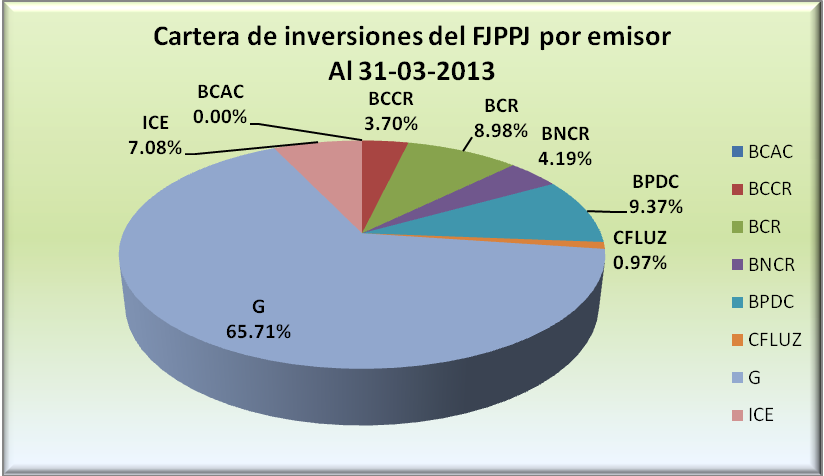 Cartera de inversiones del FJPPJ por emisor
Al 31-03-2013
BCAC
0.00%
BCCR
3.70%
BCR
8.98%
BNCR
4.19%
BPDC
9.37%
CFLUZ
0.97%
G
65.71%
ICE
7.08%
BCAC
BCCR
BCR
BNCR
BPDC
CFLUZ
G
ICE